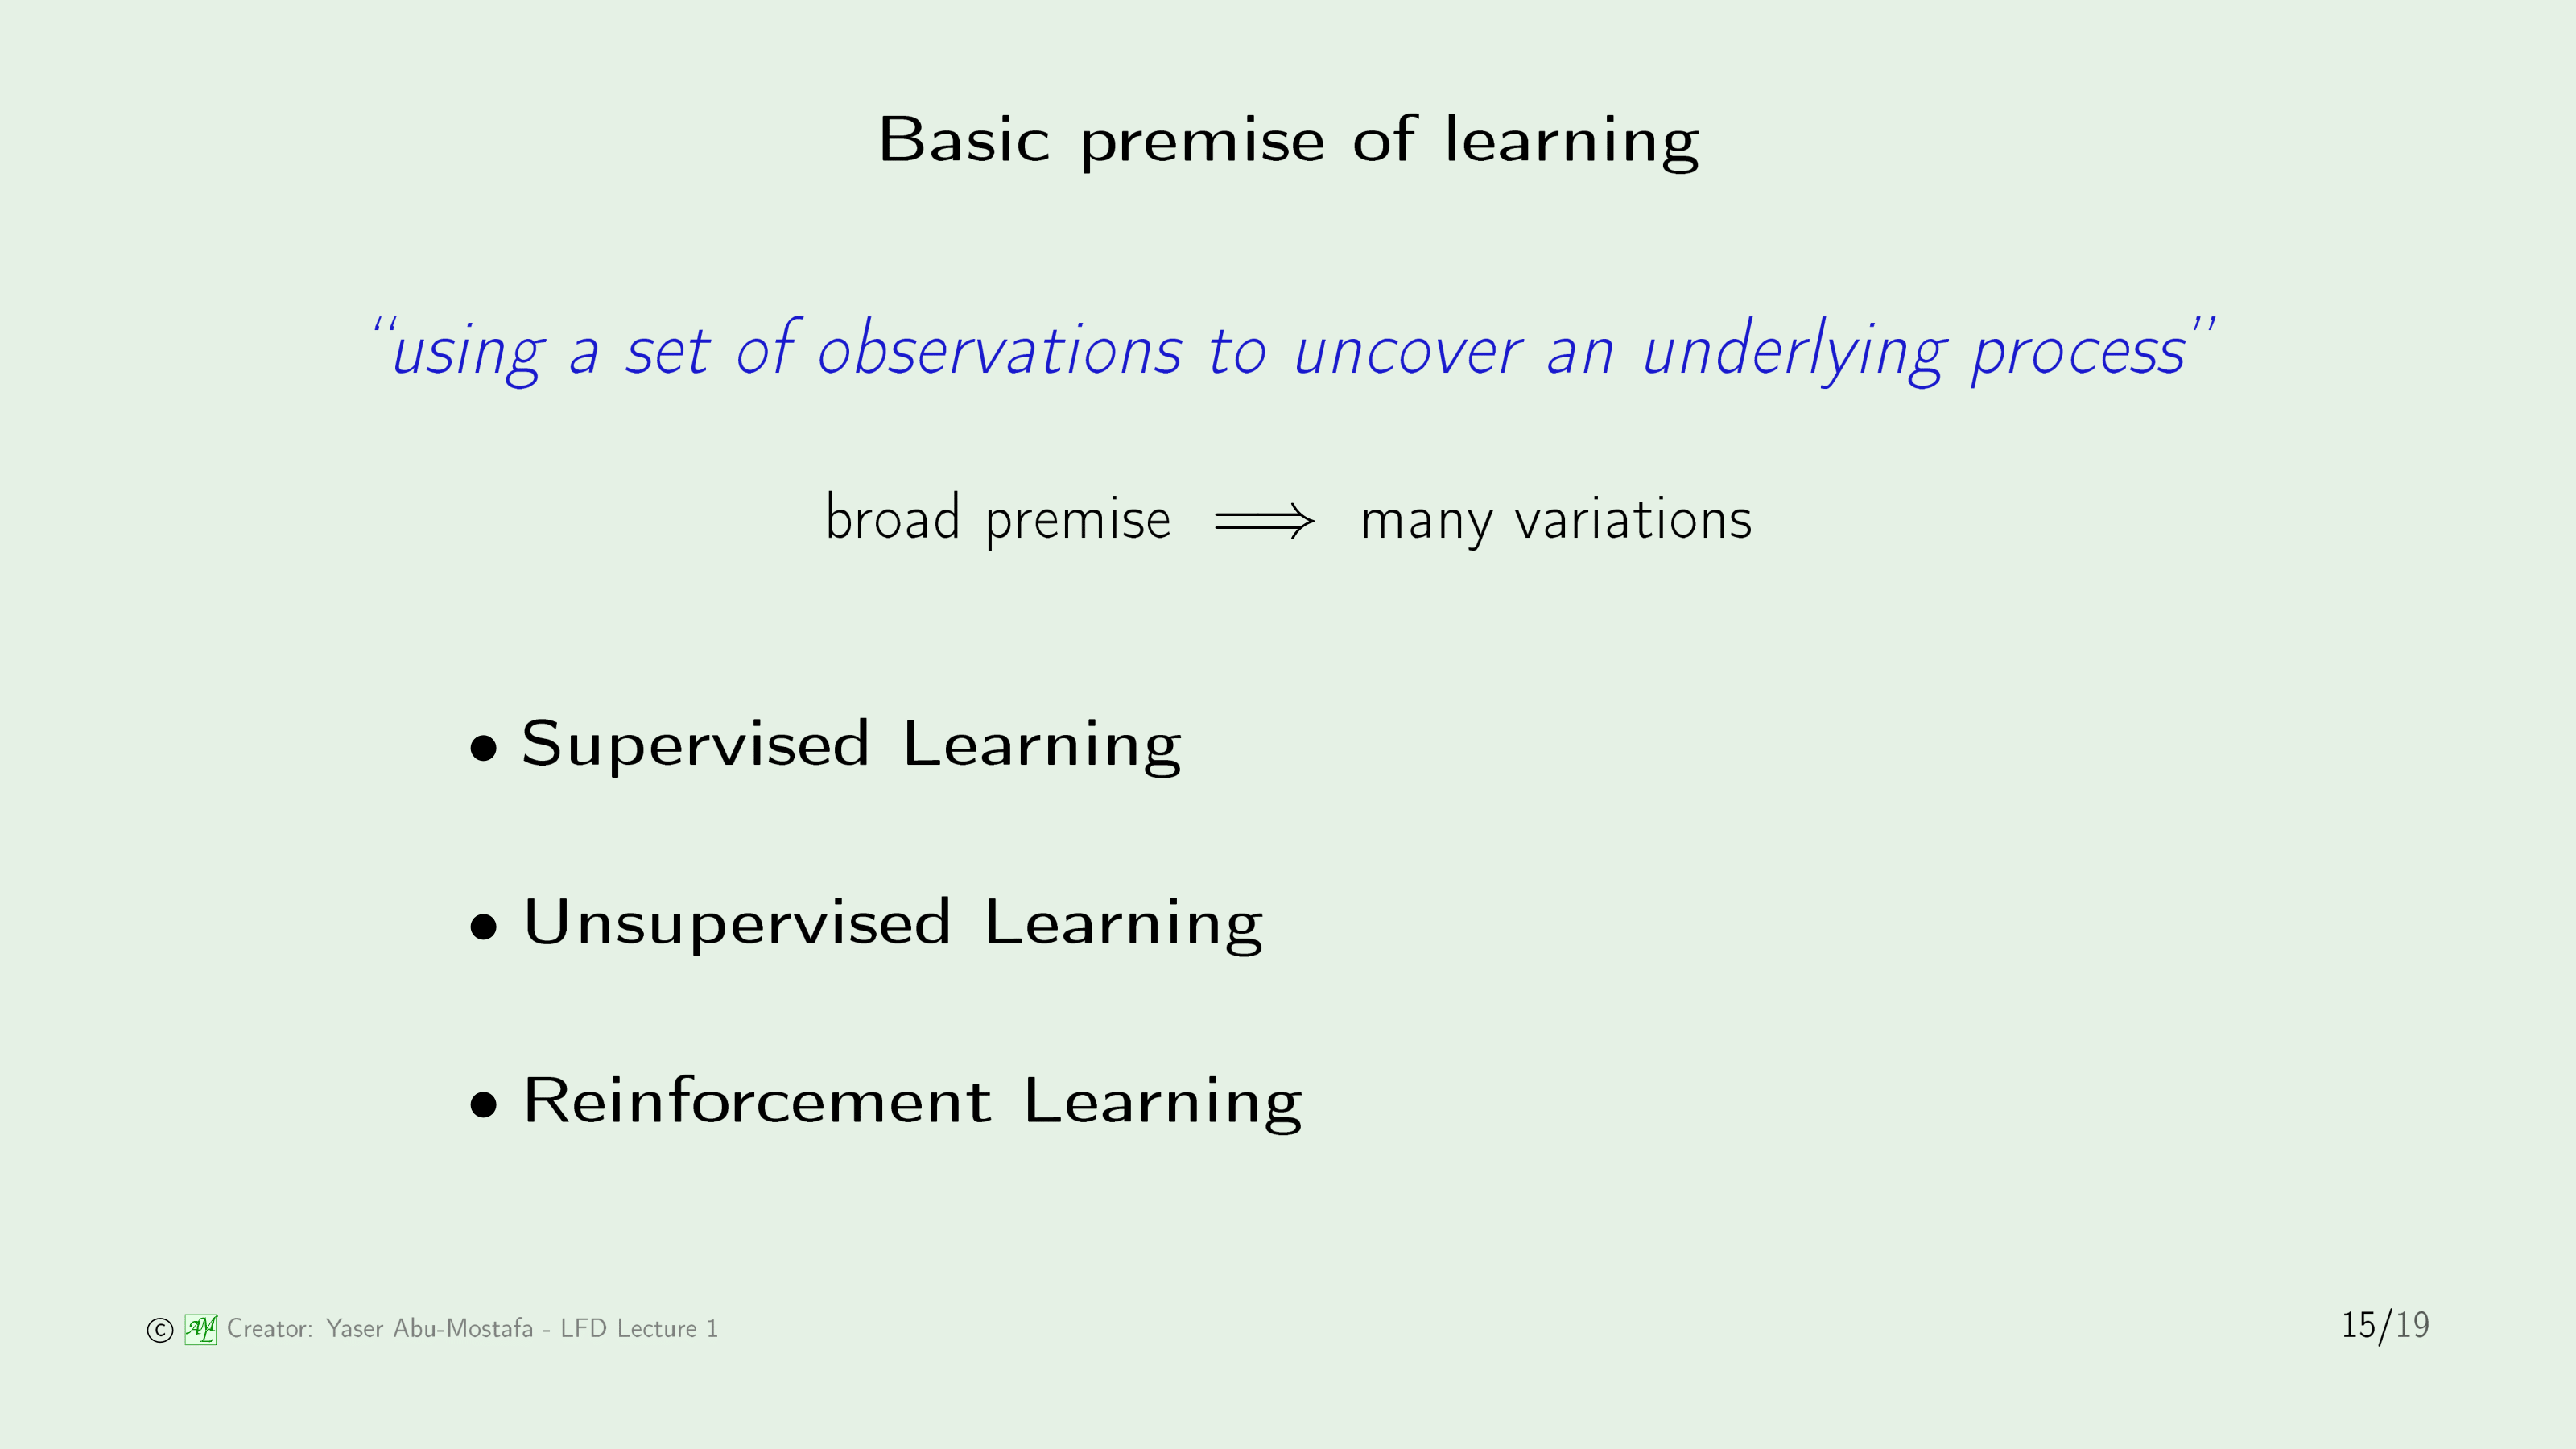 Basic premise of learning
“using a set of observations to uncover an underlying process”
broad premise ⟹ many variations
• Supervised Learning
• Unsupervised Learning
• Reinforcement Learning
© AML Creator: Yaser Abu-Mostafa - LFD Lecture 1
15/19